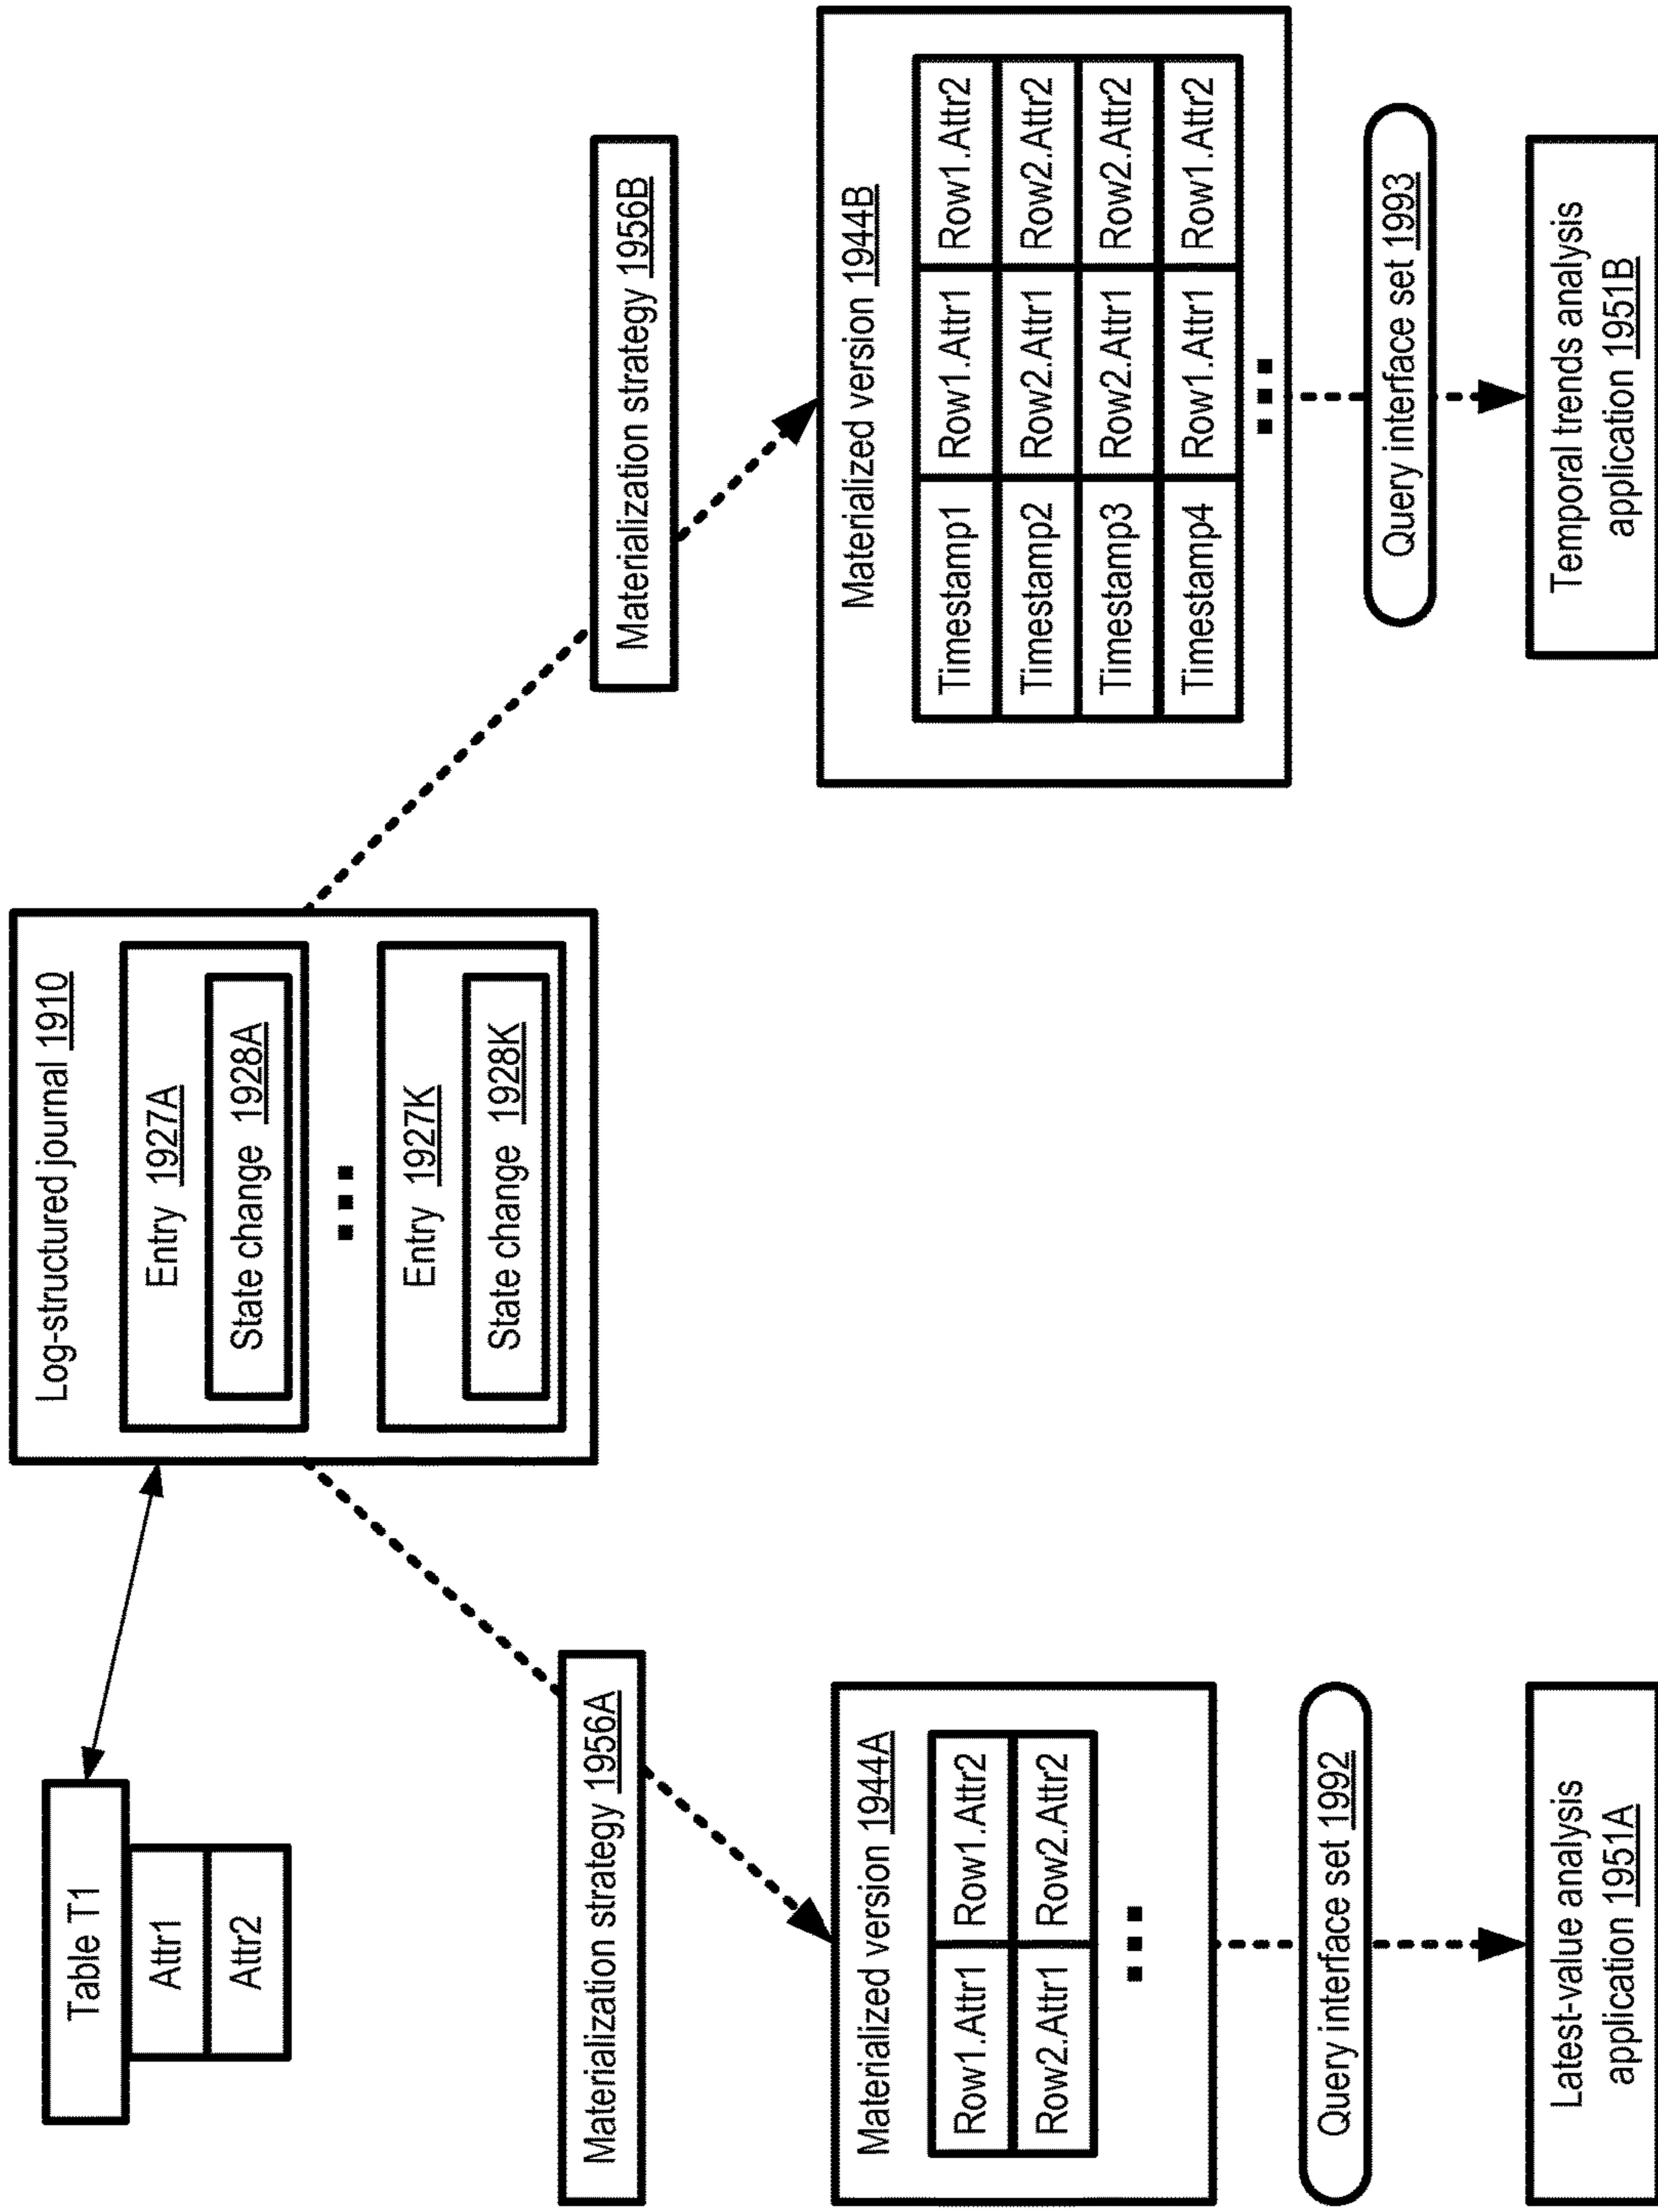 Table T1
Attr1
Attr2
Log-structured journal 1910
Entry 1927A
State change 1928A
...
Entry 1927K
State change 1928K
Materialization strategy 1956A
Materialized version 1944A
Row1.Attr1 Row1.Attr2
Row2.Attr1 Row2.Attr2
...
Query interface set 1992
Latest-value analysis
application 1951A
Materialization strategy 1956B
Materialized version 1944B
Timestamp1 Row1.Attr1 Row1.Attr2
Timestamp2 Row2.Attr1 Row2.Attr2
Timestamp3 Row2.Attr1 Row2.Attr2
Timestamp4 Row1.Attr1 Row1.Attr2
...
Query interface set 1993
Temporal trends analysis
application 1951B